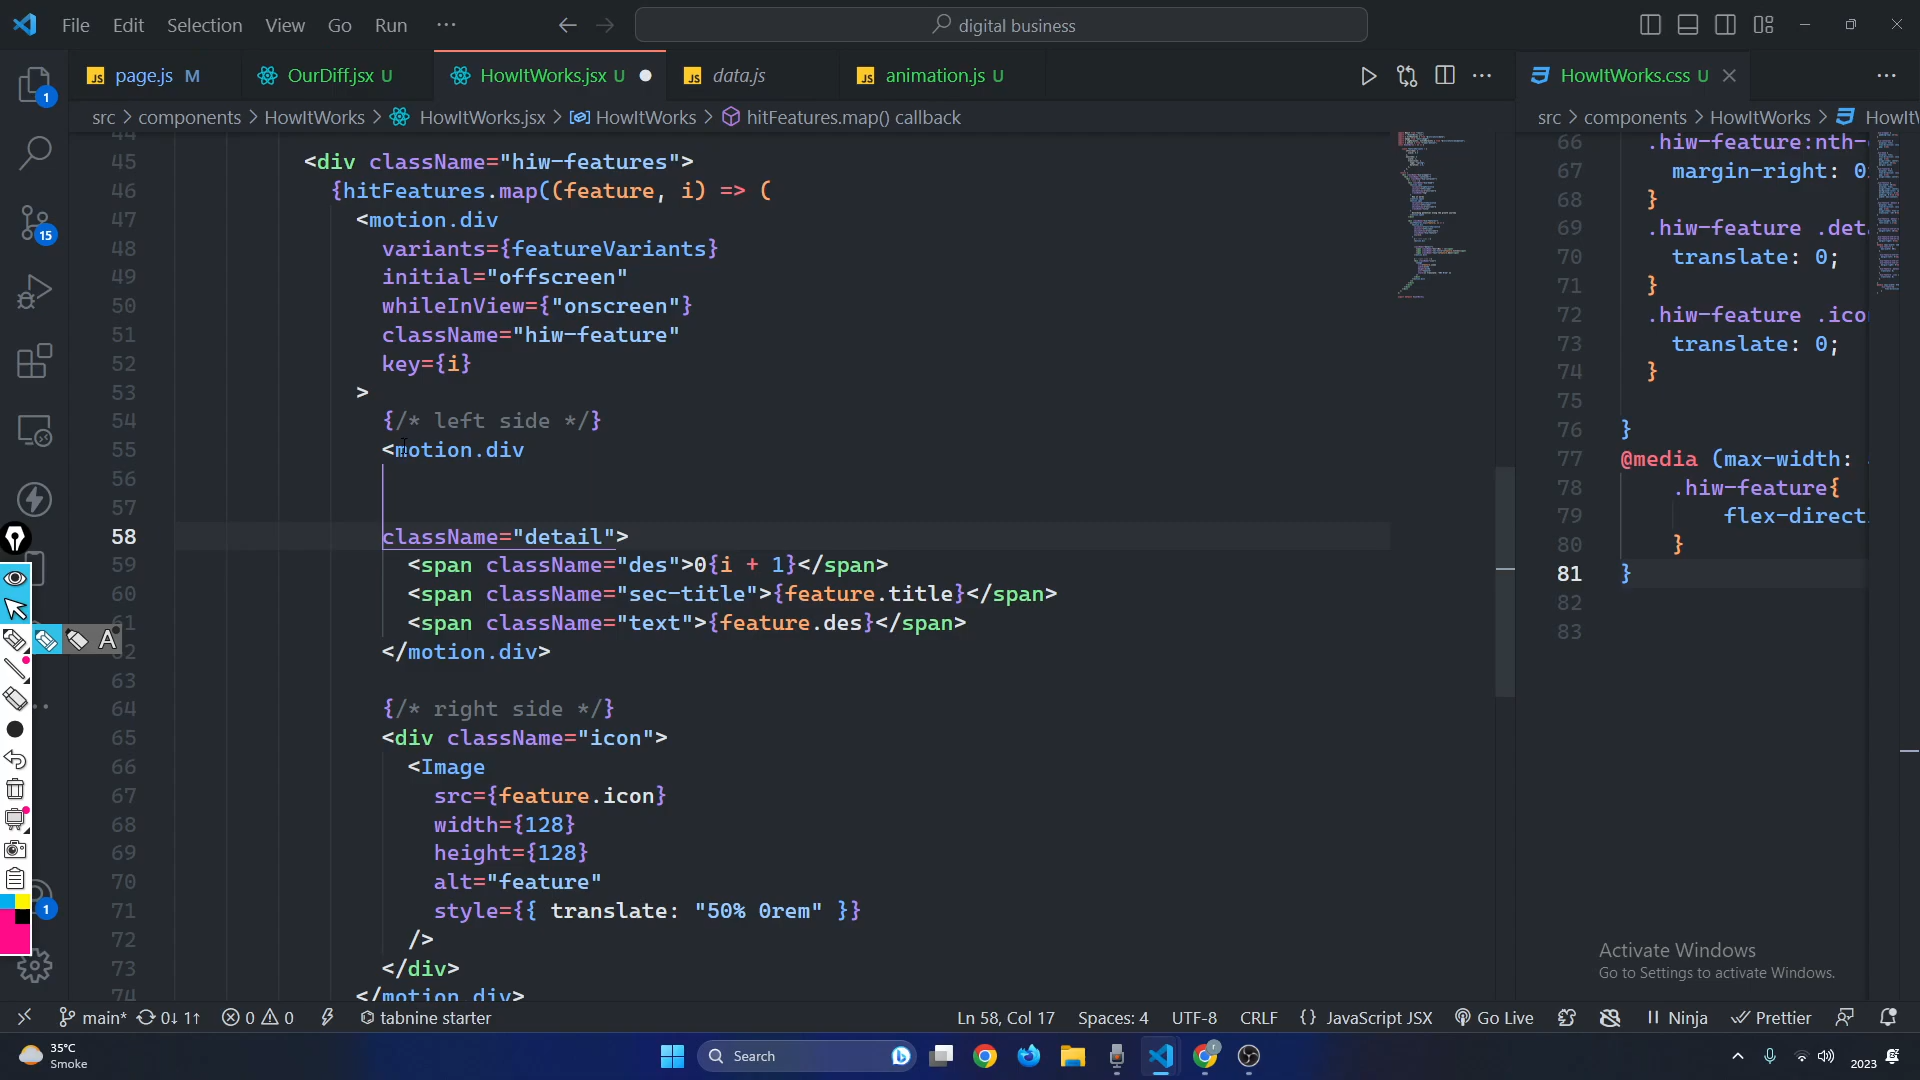 File Edit Selection View Go Run ···
digital business
page.js M
OurDiff.jsx U
HowItWorks.jsx U
data.js
animation.js U
HowItWorks.css U
src > components > HowItWorks > HowItWorks.jsx > HowItWorks > hitFeatures.map() callback
src > components > HowItWorks >
44
45 <div className="hiw-features">
46 {hitFeatures.map((feature, i) => (
47 <motion.div
48 variants={featureVariants}
49 initial="offscreen"
50 whileInView={"onscreen"}
51 className="hiw-feature"
52 key={i}
53 >
54 {/* left side */}
55 <motion.div
56
57
58 className="detail">
59 <span className="des">0{i + 1}</span>
60 <span className="sec-title">{feature.title}</span>
61 <span className="text">{feature.des}</span>
62 </motion.div>
63
64 {/* right side */}
65 <div className="icon">
66 <Image
67 src={feature.icon}
68 width={128}
69 height={128}
70 alt="feature"
71 style={{ translate: "50% 0rem" }}
72 />
73 </div>
74 </motion.div>
66 .hiw-feature:nth-
67 margin-right: 0
68 }
69 .hiw-feature .det
70 translate: 0;
71 }
72 .hiw-feature .ico
73 translate: 0;
74 }
75
76 }
77 @media (max-width:
78 .hiw-feature{
79 flex-direct
80 }
81 }
82
83
1
15
A
1
Activate Windows
Go to Settings to activate Windows.
main* 0↓ 1↑ 0 0 tabnine starter
Ln 58, Col 17 Spaces: 4 UTF-8 CRLF {} JavaScript JSX Go Live Ninja Prettier
35°C
Smoke
Search
2023